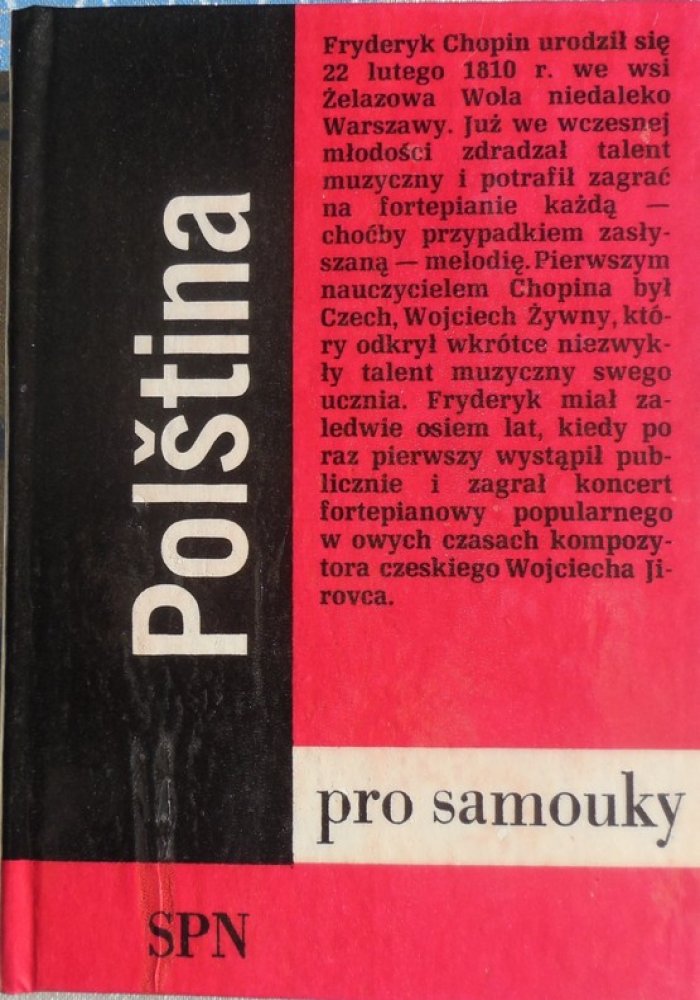 Fryderyk Chopin urodził się
22 lutego 1810 r. we wsi
Żelazowa Wola niedaleko
Warszawy. Już we wczesnej
młodości zdradzał talent
muzyczny i potrafił zagrać
na fortepianie każdą —
choćby przypadkiem zasły-
szaną — melodię. Pierwszym
nauczycielem Chopina był
Czech, Wojciech Żywny, któ-
ry odkrył wkrótce niezwyk-
ły talent muzyczny swego
ucznia. Fryderyk miał za-
ledwie osiem lat, kiedy po
raz pierwszy wystąpił pub-
licznie i zagrał koncert
fortepianowy popularnego
w owych czasach kompozy-
tora czeskiego Wojciecha Ji-
rovca.
Polština
pro samouky
SPN